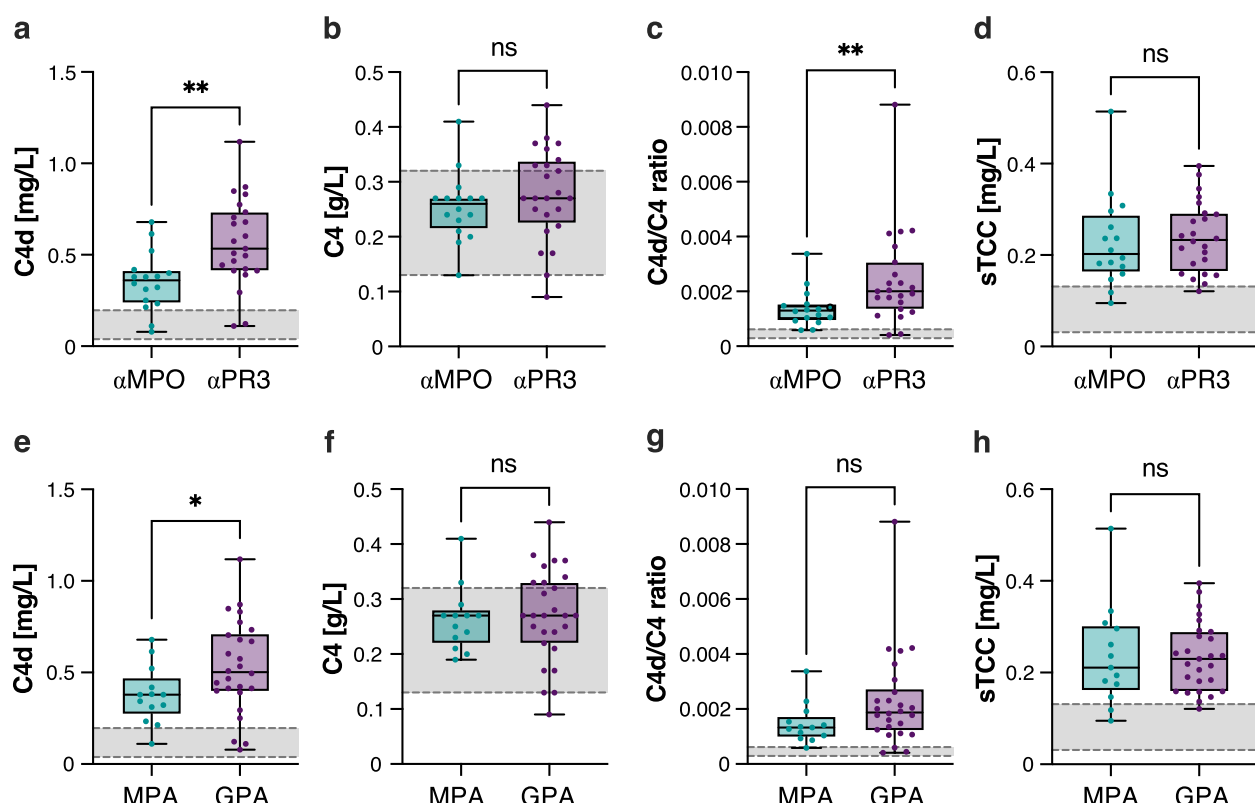 a
b
c
d
C4d [mg/L]
1.5
1.0
0.5
0
**
αMPO
αPR3
C4 [g/L]
0.5
0.4
0.3
0.2
0.1
0
ns
αMPO
αPR3
C4d/C4 ratio
0.010
0.008
0.006
0.004
0.002
0
**
αMPO
αPR3
sTCC [mg/L]
0.6
0.4
0.2
0
ns
αMPO
αPR3
e
f
g
h
C4d [mg/L]
1.5
1.0
0.5
0
*
MPA
GPA
C4 [g/L]
0.5
0.4
0.3
0.2
0.1
0
ns
MPA
GPA
C4d/C4 ratio
0.010
0.008
0.006
0.004
0.002
0
ns
MPA
GPA
sTCC [mg/L]
0.6
0.4
0.2
0
ns
MPA
GPA